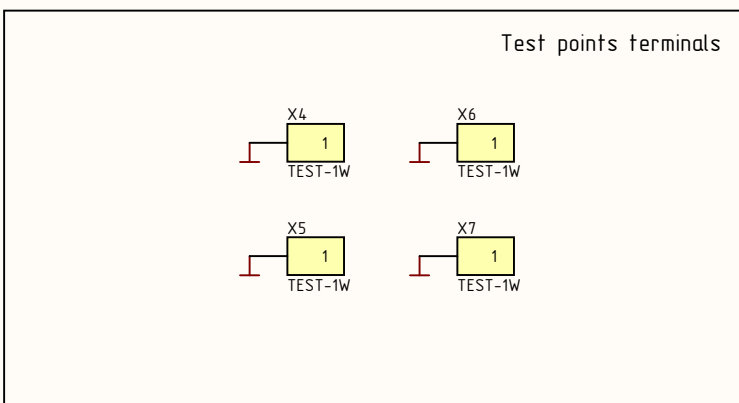 Test points terminals
X4
1
TEST-1W
X6
1
TEST-1W
X5
1
TEST-1W
X7
1
TEST-1W